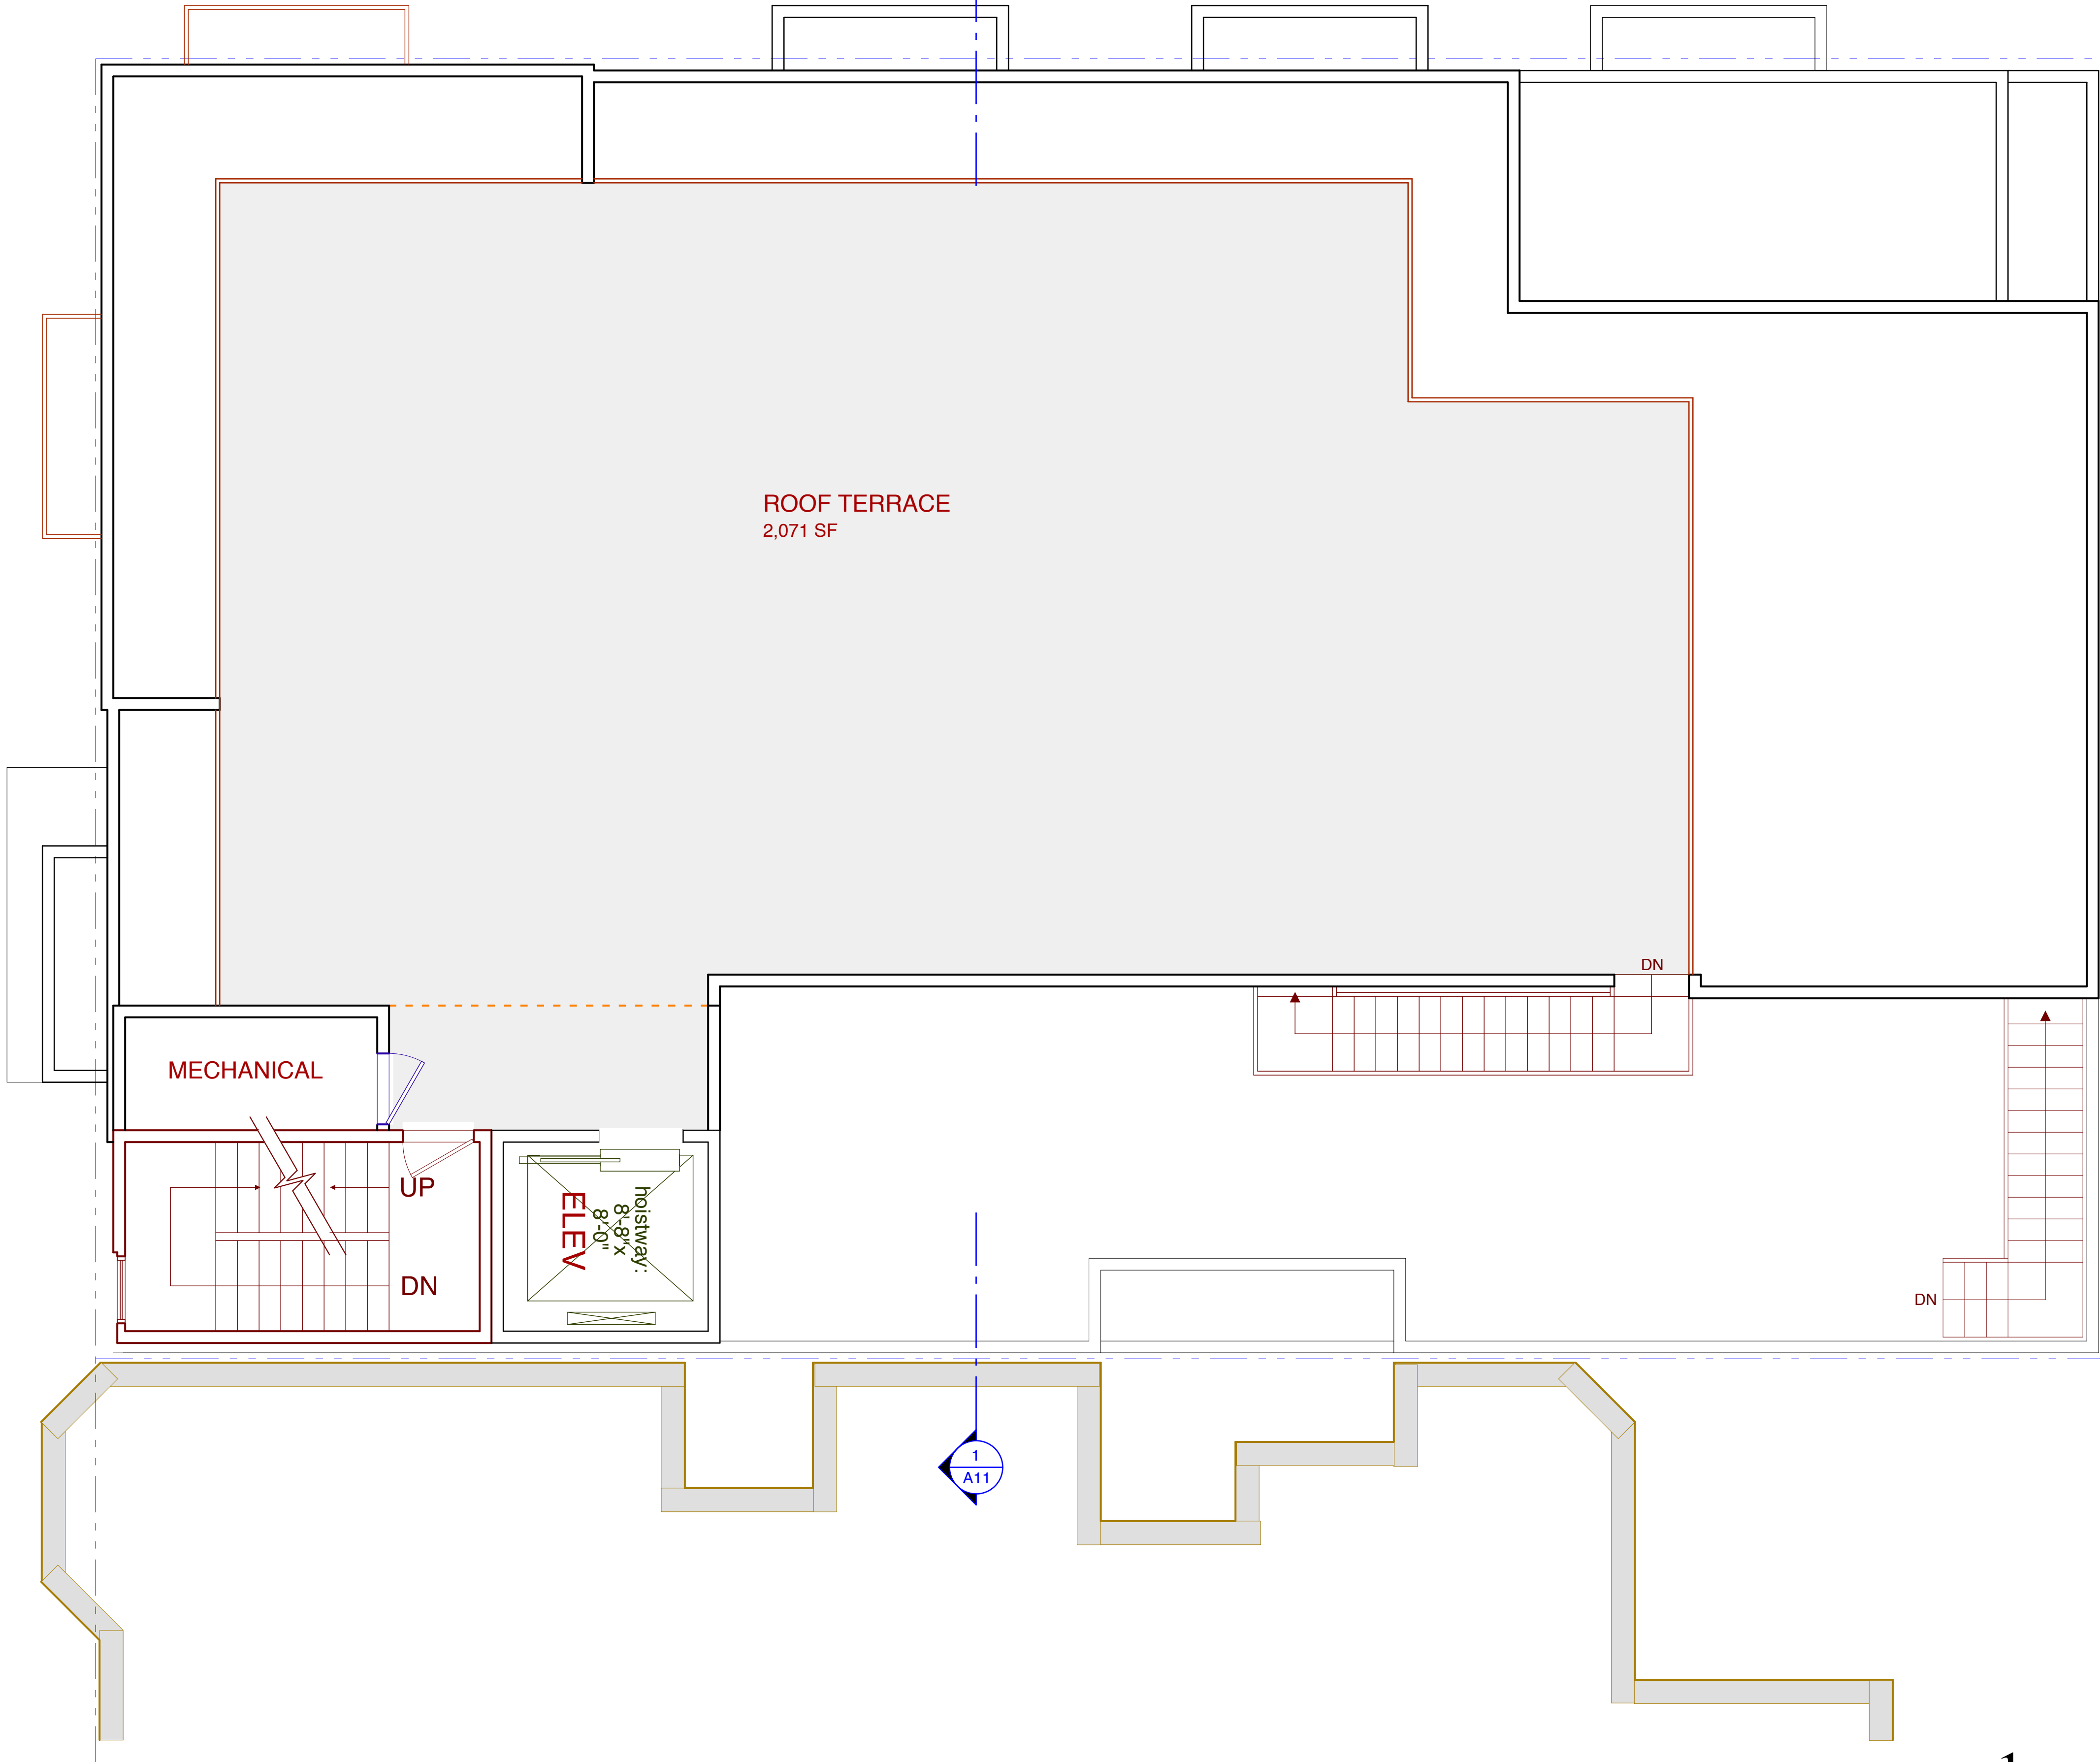 ROOF TERRACE
2,071 SF
DN
MECHANICAL
UP
DN
ELEV
hoistway:
8'-8"x
8'-0"
DN
1
A11